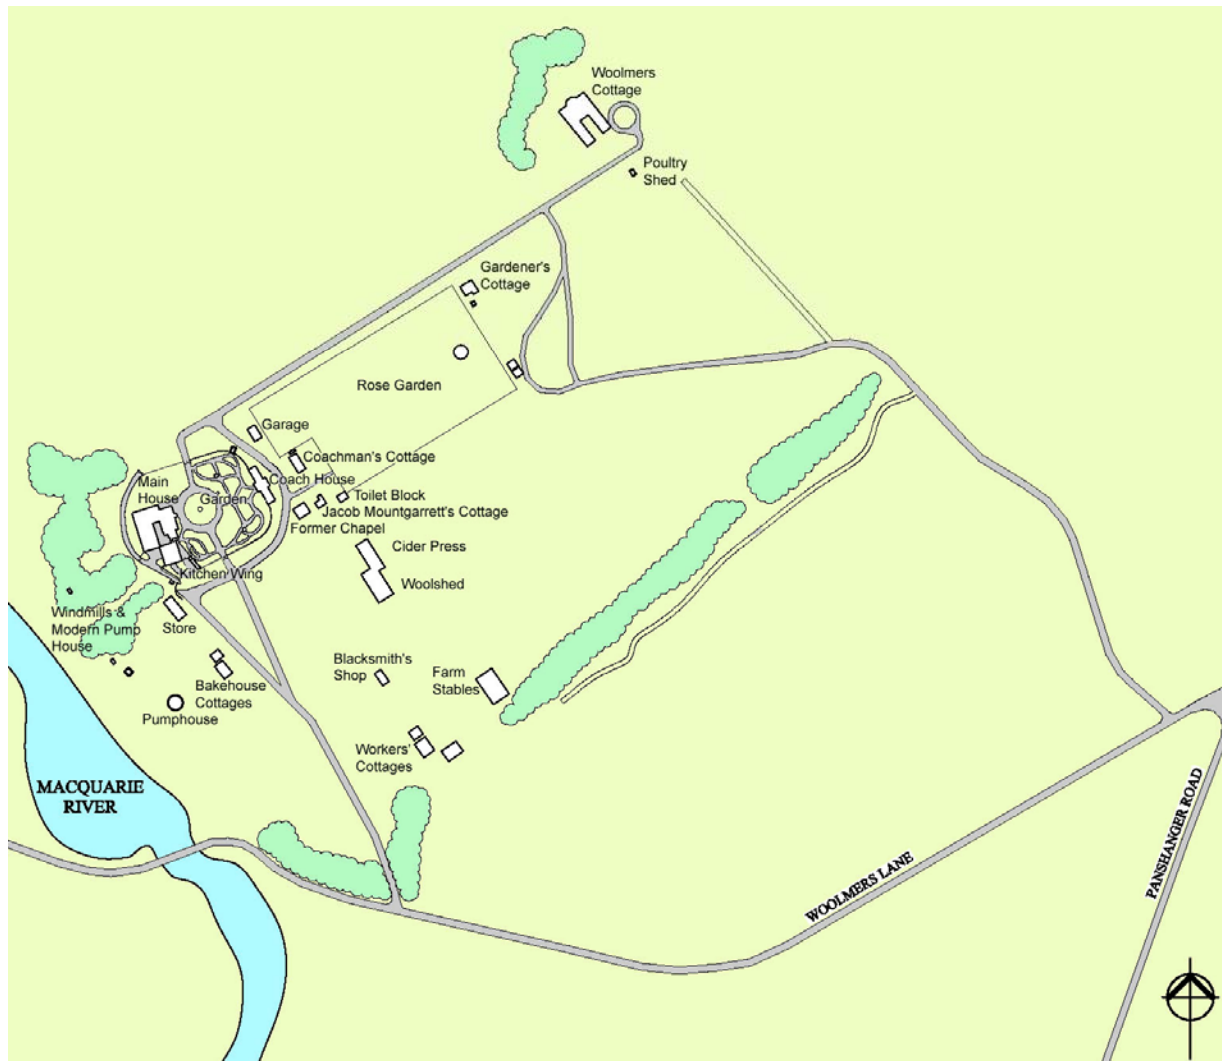 Woolmers
Cottage
Poultry
Shed
Gardener's
Cottage
Rose Garden
Garage
Coachman's Cottage
Main
House
Coach House
Garden
Toilet Block
Jacob Mountgarrett's Cottage
Former Chapel
Cider Press
Kitchen Wing
Woolshed
Windmills &
Modern Pump
House
Store
Blacksmith's
Shop
Farm
Stables
Bakehouse
Cottages
Pumphouse
Workers'
Cottages
MACQUARIE
RIVER
WOOLMERS LANE
PANSHANGER ROAD